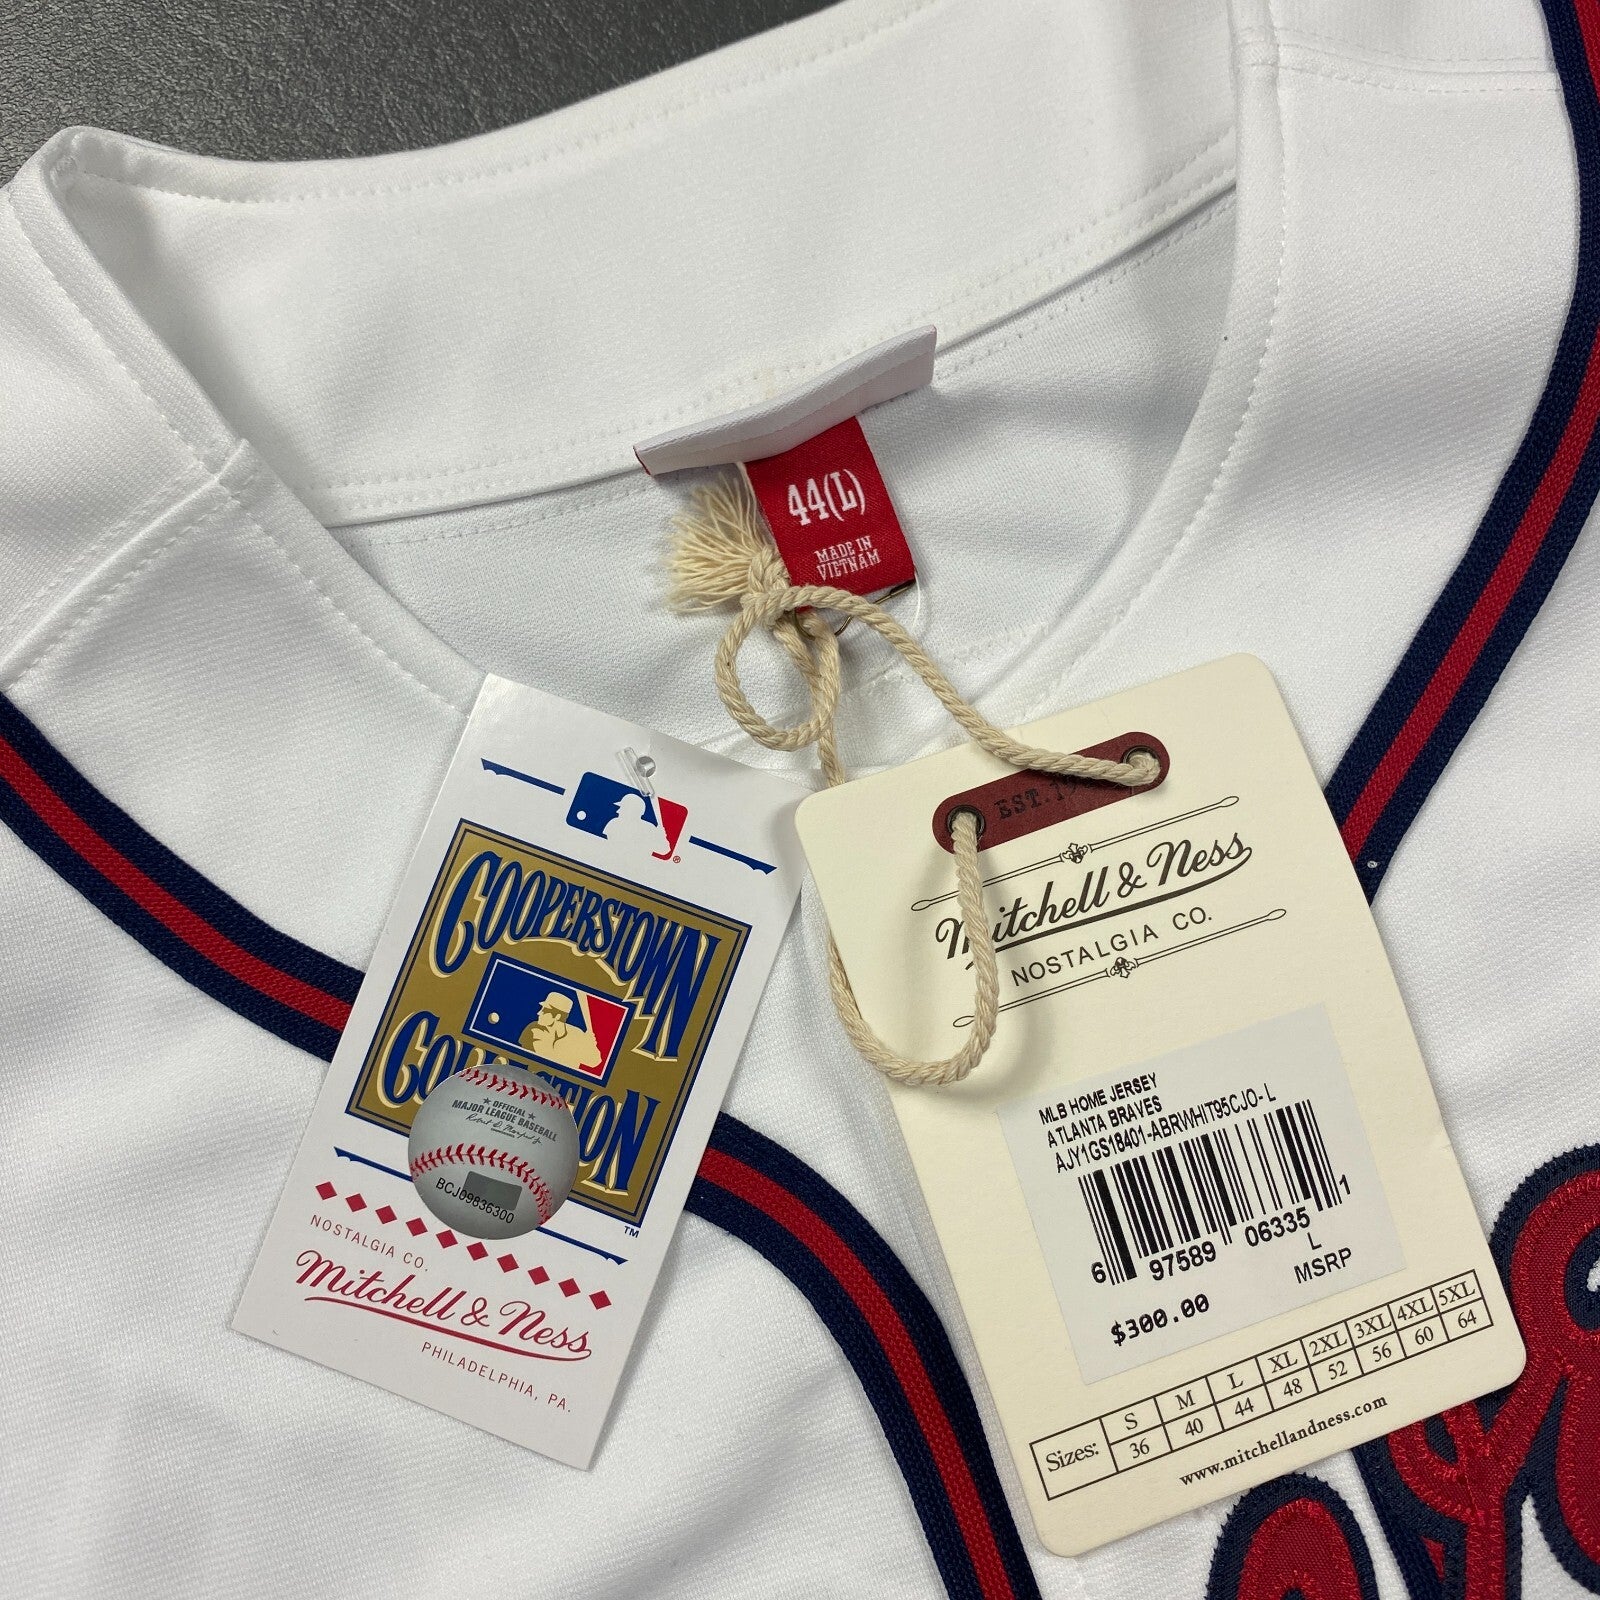 44(L)
MADE IN
VIETNAM
COOPERSTOWN
COLLECTION
OFFICIAL
MAJOR LEAGUE BASEBALL
BCJ09836300
TM
NOSTALGIA CO.
Mitchell & Ness
PHILADELPHIA, PA.
EST.
Mitchell & Ness
NOSTALGIA CO.
MLB HOME JERSEY
ATLANTA BRAVES
AJY1GS18401-ABRWHIT95CJO- L
6 97589 06335 1
L
MSRP
$300.00
Sizes: S M L XL 2XL 3XL 4XL 5XL
36 40 44 48 52 56 60 64
www.mitchellandness.com